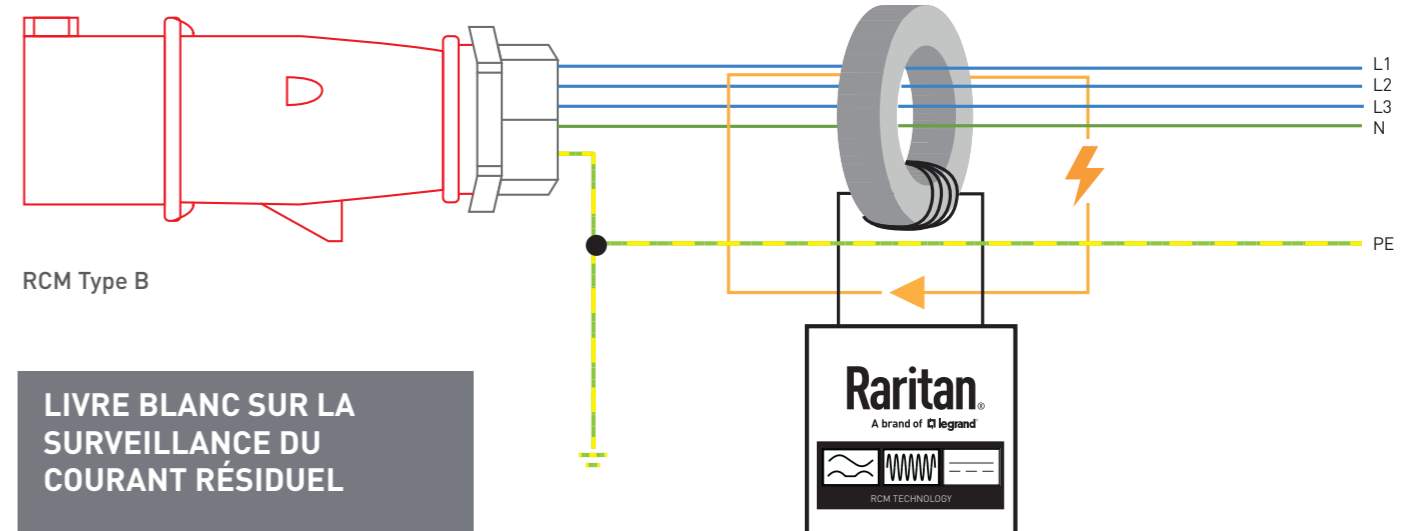 L1
L2
L3
N
PE
RCM Type B
LIVRE BLANC SUR LA
SURVEILLANCE DU
COURANT RÉSIDUEL
Raritan®
A brand of legrand
RCM TECHNOLOGY